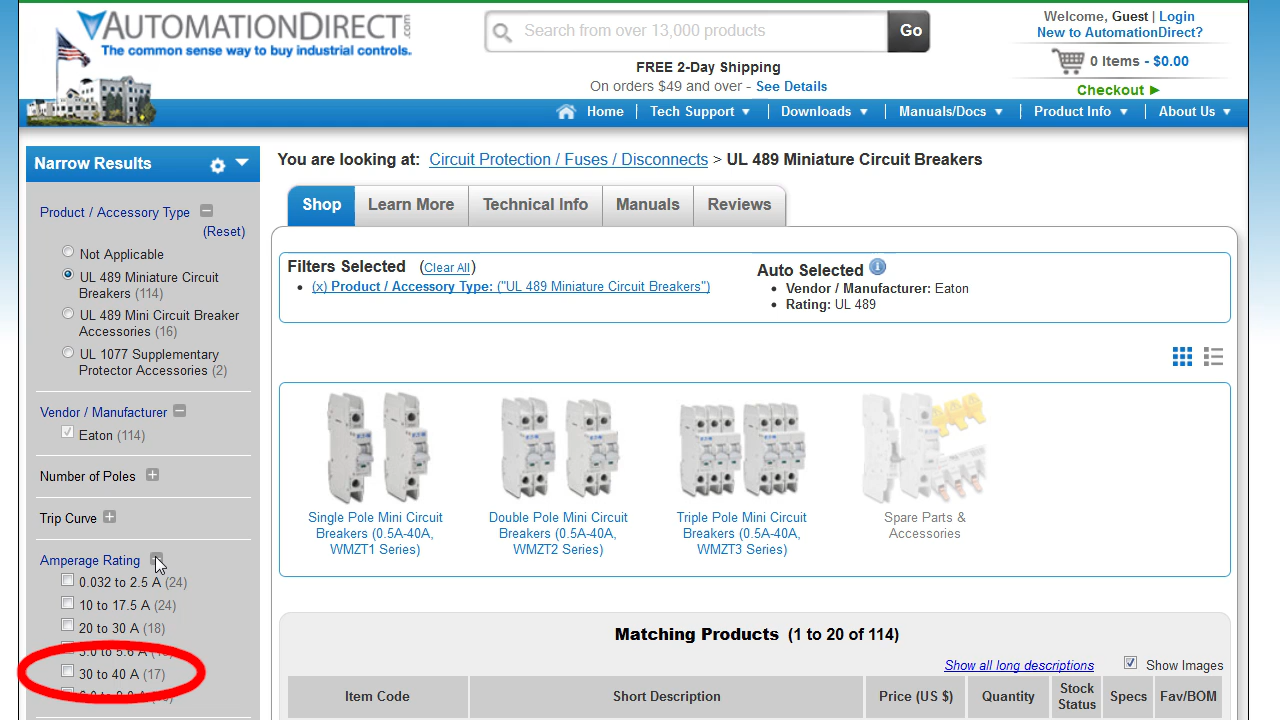 AUTOMATIONDIRECT.com
The common sense way to buy industrial controls.
Search from over 13,000 products
Go
Welcome, Guest | Login
New to AutomationDirect?
0 Items - $0.00
Checkout
FREE 2-Day Shipping
On orders $49 and over - See Details
Home | Tech Support | Downloads | Manuals/Docs | Product Info | About Us
Narrow Results
Product / Accessory Type
(Reset)
Not Applicable
UL 489 Miniature Circuit
Breakers (114)
UL 489 Mini Circuit Breaker
Accessories (16)
UL 1077 Supplementary
Protector Accessories (2)
Vendor / Manufacturer
Eaton (114)
Number of Poles
Trip Curve
Amperage Rating
0.032 to 2.5 A (24)
10 to 17.5 A (24)
20 to 30 A (18)
30 to 40 A (17)
You are looking at: Circuit Protection / Fuses / Disconnects > UL 489 Miniature Circuit Breakers
Shop
Learn More
Technical Info
Manuals
Reviews
Filters Selected (Clear All)
(x) Product / Accessory Type: ("UL 489 Miniature Circuit Breakers")
Auto Selected
Vendor / Manufacturer: Eaton
Rating: UL 489
Single Pole Mini Circuit
Breakers (0.5A-40A,
WMZT1 Series)
Double Pole Mini Circuit
Breakers (0.5A-40A,
WMZT2 Series)
Triple Pole Mini Circuit
Breakers (0.5A-40A,
WMZT3 Series)
Spare Parts &
Accessories
Matching Products (1 to 20 of 114)
Show all long descriptions
Show Images
Item Code
Short Description
Price (US $)
Quantity
Stock
Status
Specs
Fav/BOM